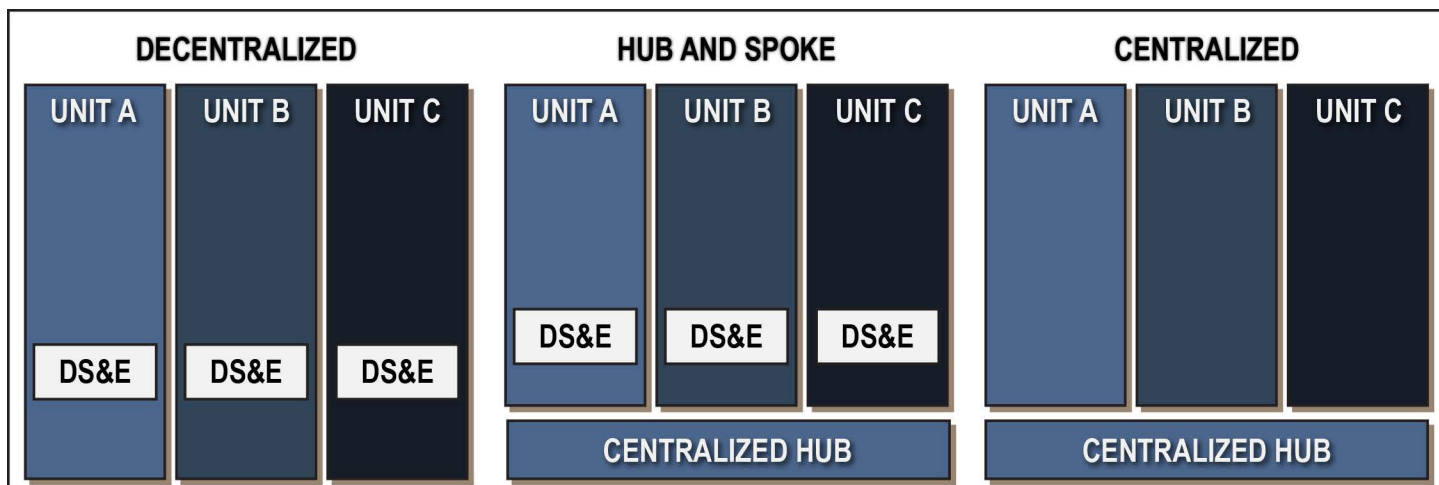 DECENTRALIZED
UNIT A
UNIT B
UNIT C
DS&E
DS&E
DS&E
HUB AND SPOKE
UNIT A
UNIT B
UNIT C
DS&E
DS&E
DS&E
CENTRALIZED HUB
CENTRALIZED
UNIT A
UNIT B
UNIT C
CENTRALIZED HUB